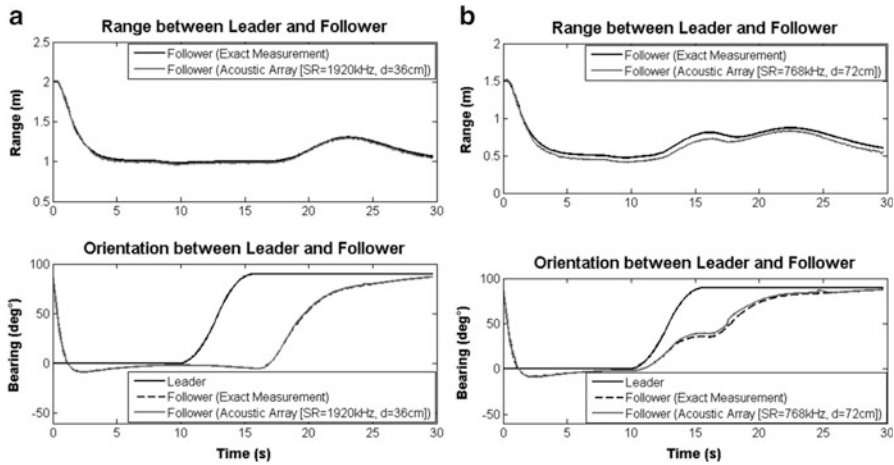 a
Range between Leader and Follower
Follower (Exact Measurement)
Follower (Acoustic Array [SR=1920kHz, d=36cm])
Range (m)
2.5
2
1.5
1
0.5
0 5 10 15 20 25 30
Orientation between Leader and Follower
Bearing (deg°)
100
50
0
-50
Leader
Follower (Exact Measurement)
Follower (Acoustic Array [SR=1920kHz, d=36cm])
0 5 10 15 20 25 30
Time (s)
b
Range between Leader and Follower
Follower (Exact Measurement)
Follower (Acoustic Array [SR=768kHz, d=72cm])
Range (m)
2
1.5
1
0.5
0
0 5 10 15 20 25 30
Orientation between Leader and Follower
Bearing (deg°)
100
50
0
-50
Leader
Follower (Exact Measurement)
Follower (Acoustic Array [SR=768kHz, d=72cm])
0 5 10 15 20 25 30
Time (s)